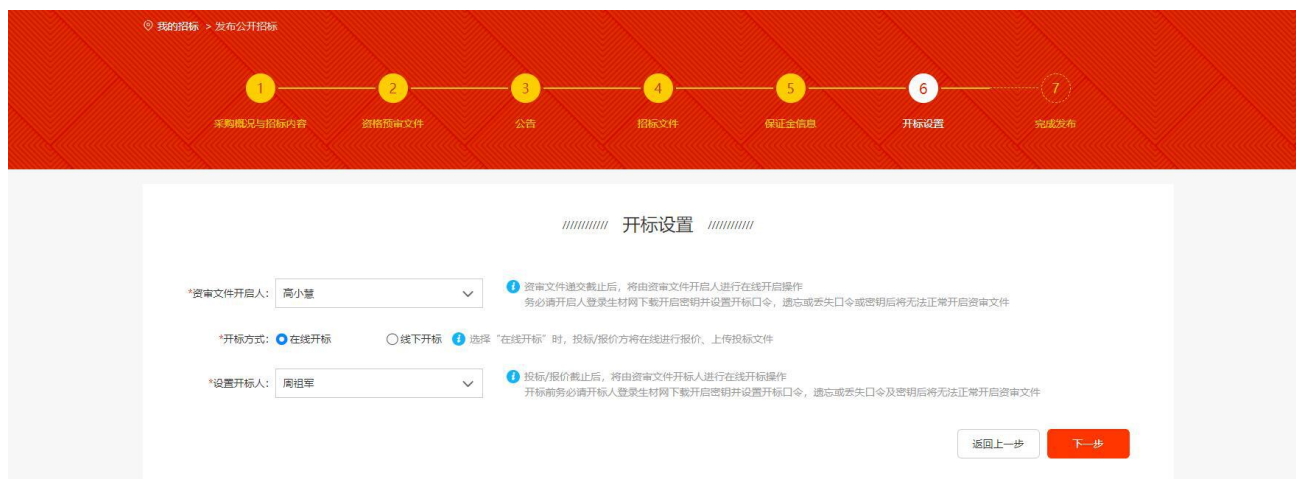 我的招标 > 发布公开招标
1 2 3 4 5 6 7
采购概况与招标内容 资格预审文件 公告 招标文件 保证金信息 开标设置 完成发布
开标设置
*资审文件开启人： 高小慧 资审文件递交截止后，将由资审文件开启人进行在线开启操作
务必请开启人登录生材网下载开启密钥并设置开标口令，遗忘或丢失口令或密钥后将无法正常开启资审文件
*开标方式： 在线开标 线下开标 选择“在线开标”时，投标/报价方将在线进行报价、上传投标文件
*设置开标人： 周祖军 投标/报价截止后，将由资审文件开标人进行在线开标操作
开标前务必请开标人登录生材网下载开启密钥并设置开标口令，遗忘或丢失口令及密钥后将无法正常开启资审文件
返回上一步 下一步